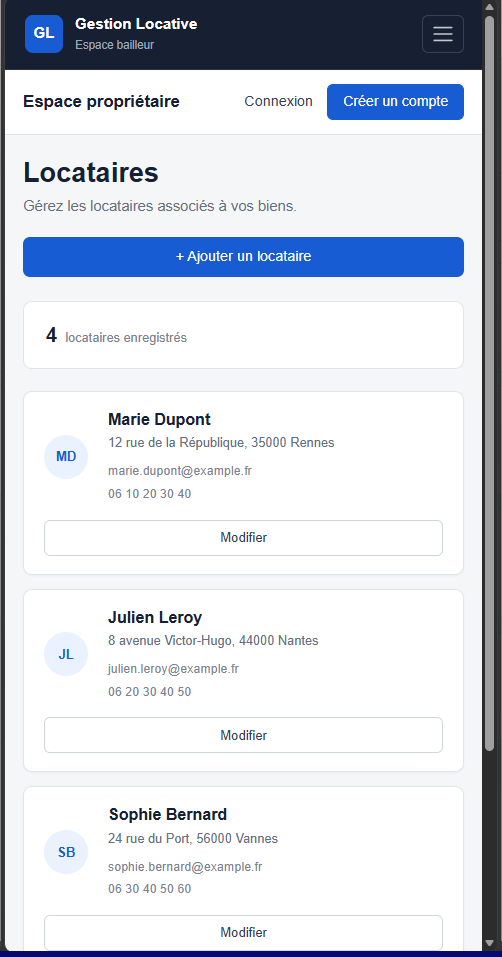 GL
Gestion Locative
Espace bailleur
Espace propriétaire
Connexion
Créer un compte
Locataires
Gérez les locataires associés à vos biens.
+ Ajouter un locataire
4 locataires enregistrés
MD
Marie Dupont
12 rue de la République, 35000 Rennes
marie.dupont@example.fr
06 10 20 30 40
Modifier
JL
Julien Leroy
8 avenue Victor-Hugo, 44000 Nantes
julien.leroy@example.fr
06 20 30 40 50
Modifier
SB
Sophie Bernard
24 rue du Port, 56000 Vannes
sophie.bernard@example.fr
06 30 40 50 60
Modifier